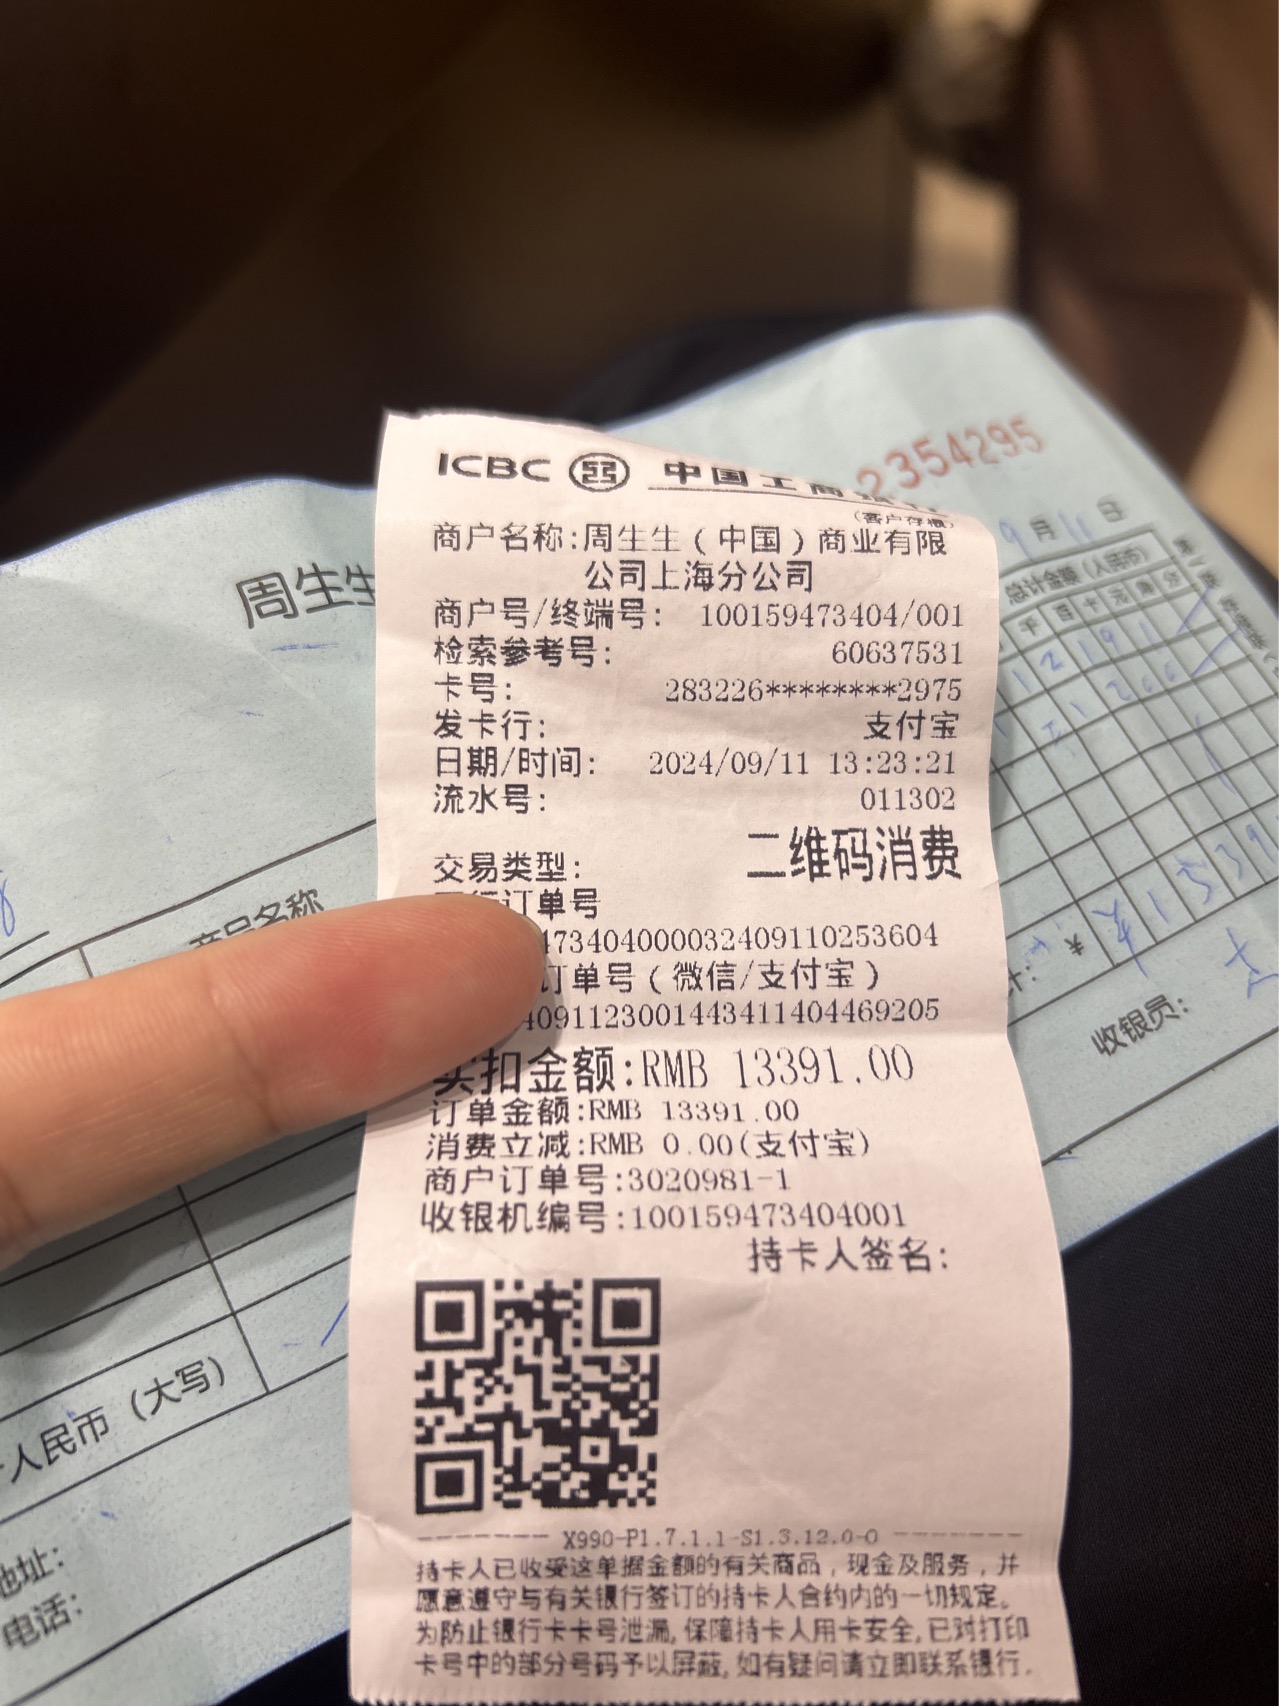 2354295
9月11日
总计金额（人民币）
千百十元角分
周生生
ICBC 中国工商
(客户存根)
商户名称:周生生（中国）商业有限
公司上海分公司
商户号/终端号: 100159473404/001
检索参考号: 60637531
卡号: 283226********2975
发卡行: 支付宝
日期/时间: 2024/09/11 13:23:21
流水号: 011302
交易类型: 二维码消费
订单号
473404000032409110253604
订单号（微信/支付宝）
4091123001443411404469205
实扣金额:RMB 13391.00
订单金额:RMB 13391.00
消费立减:RMB 0.00(支付宝)
商户订单号:3020981-1
收银机编号:100159473404001
持卡人签名:
商品名称
收银员:
人民币（大写）
地址:
电话:
X990-P1.7.1.1-S1.3.12.0-0
持卡人已收受这单据金额的有关商品，现金及服务，并
愿意遵守与有关银行签订的持卡人合约内的一切规定。
为防止银行卡卡号泄漏,保障持卡人用卡安全,已对打印
卡号中的部分号码予以屏蔽,如有疑问请立即联系银行.